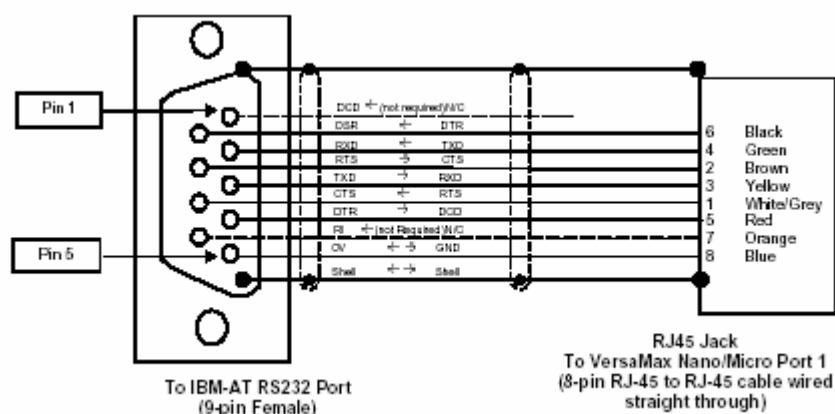 Pin 1
DCD ← (not required)N/C
DSR ← DTR
6 Black
RXD ← TXD
4 Green
RTS → CTS
2 Brown
TXD → RXD
3 Yellow
CTS ← RTS
1 White/Grey
DTR → DCD
5 Red
RI ← (not Required)N/C
7 Orange
Pin 5
0V ← → GND
8 Blue
Shell ← → Shell
To IBM-AT RS232 Port
(9-pin Female)
RJ45 Jack
To VersaMax Nano/Micro Port 1
(8-pin RJ-45 to RJ-45 cable wired
straight through)